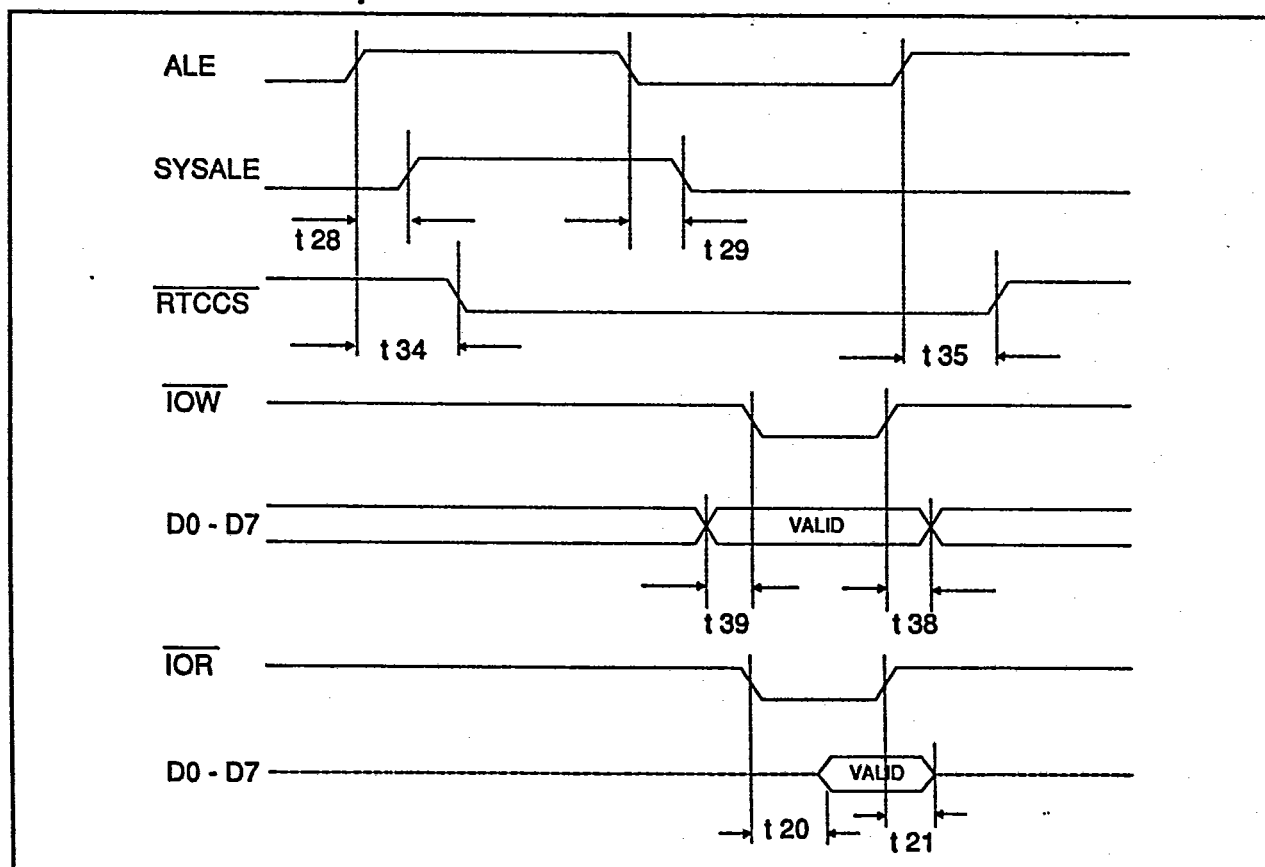 ALE
SYSALE
t 28
t 29
RTCCS
t 34
t 35
IOW
D0 - D7
VALID
t 39
t 38
IOR
D0 - D7
VALID
t 20
t 21